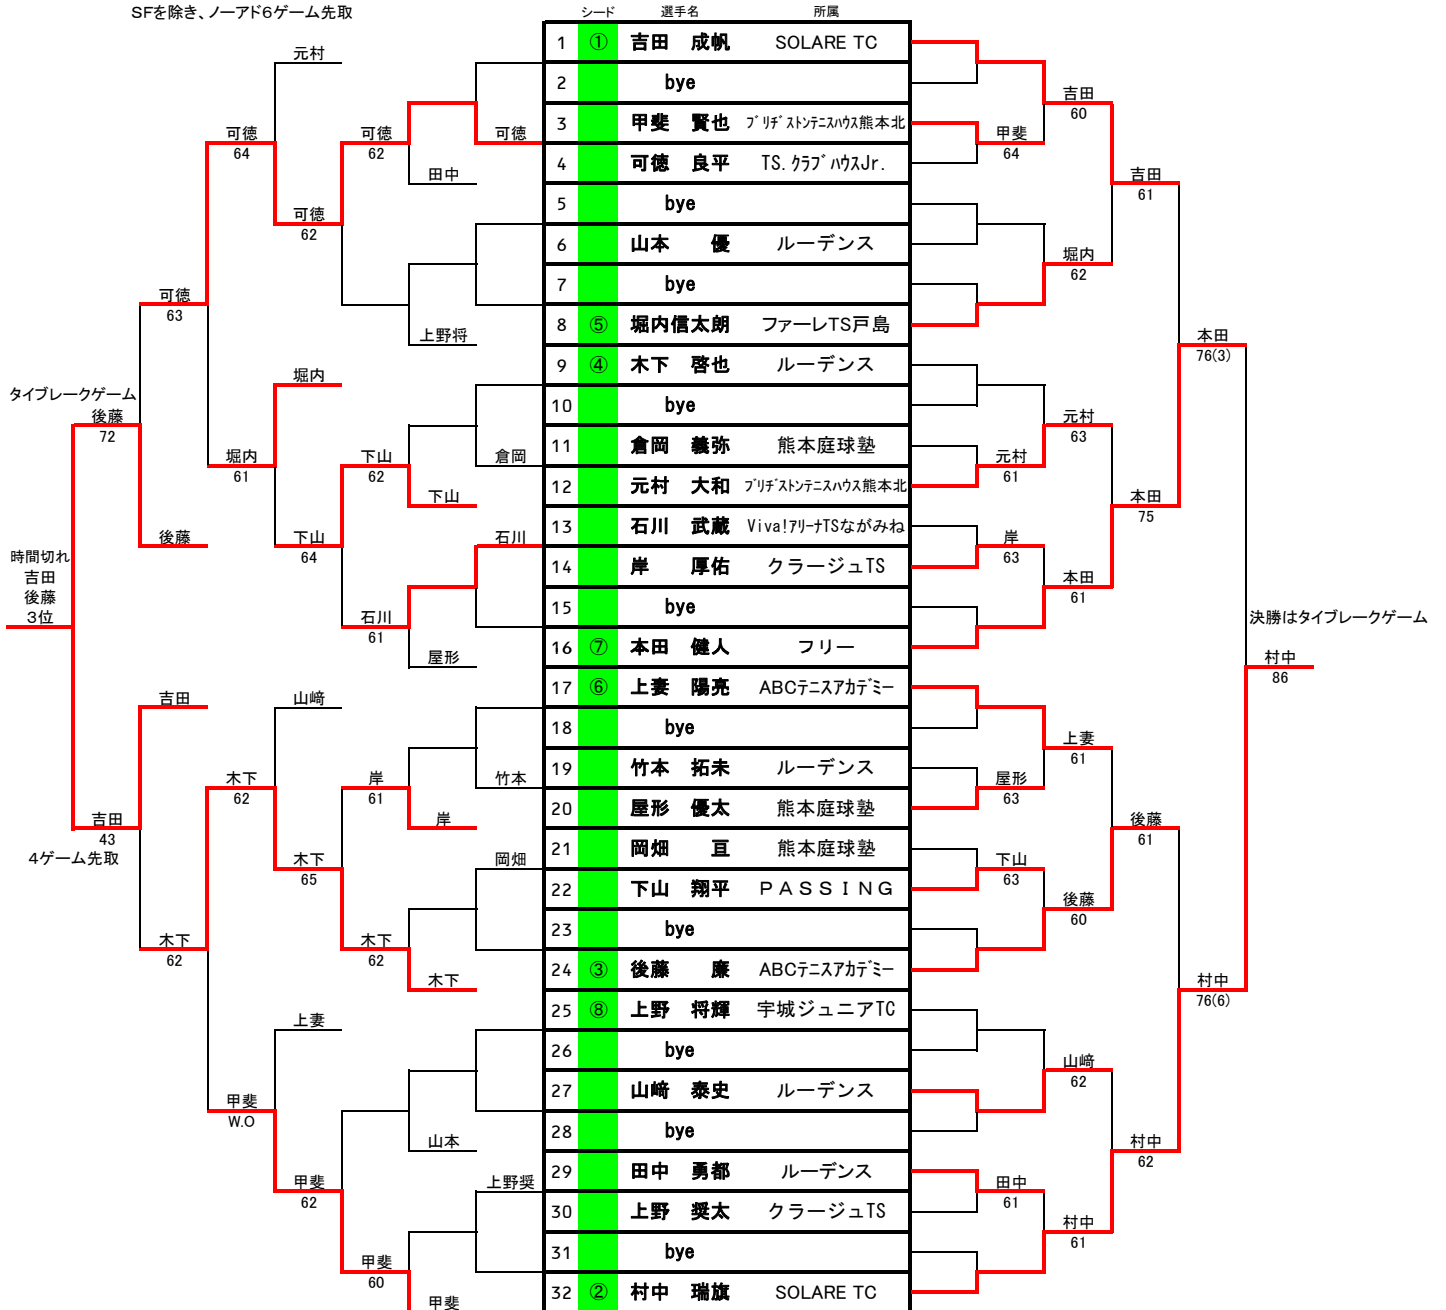 SFを除き、ノーアド6ゲーム先取
シード 選手名 所属
1 ① 吉田 成帆 SOLARE TC
2 bye
3 甲斐 賢也 ブリヂストンテニスハウス熊本北
4 可徳 良平 TS.クラブハウスJr.
5 bye
6 山本 優 ルーデンス
7 bye
8 ⑤ 堀内信太朗 ファーレTS戸島
9 ④ 木下 啓也 ルーデンス
10 bye
11 倉岡 義弥 熊本庭球塾
12 元村 大和 ブリヂストンテニスハウス熊本北
13 石川 武蔵 Viva!アリーナTSながみね
14 岸 厚佑 クラージュTS
15 bye
16 ⑦ 本田 健人 フリー
17 ⑥ 上妻 陽亮 ABCテニスアカデミー
18 bye
19 竹本 拓未 ルーデンス
20 屋形 優太 熊本庭球塾
21 岡畑 亘 熊本庭球塾
22 下山 翔平 PASSING
23 bye
24 ③ 後藤 廉 ABCテニスアカデミー
25 ⑧ 上野 将輝 宇城ジュニアTC
26 bye
27 山﨑 泰史 ルーデンス
28 bye
29 田中 勇都 ルーデンス
30 上野 奨太 クラージュTS
31 bye
32 ② 村中 瑞旗 SOLARE TC
甲斐
64
元村
61
岸
63
屋形
63
下山
63
田中
61
吉田
60
堀内
62
元村
63
本田
61
上妻
61
後藤
60
山﨑
62
村中
61
吉田
61
本田
75
後藤
61
村中
62
本田
76(3)
村中
76(6)
決勝はタイブレークゲーム
村中
86
可徳
倉岡
石川
竹本
岡畑
上野奨
田中
上野将
下山
屋形
岸
木下
山本
甲斐
可徳
62
下山
62
石川
61
岸
61
木下
62
甲斐
60
可徳
62
下山
64
木下
65
甲斐
62
元村
堀内
山﨑
上妻
可徳
64
堀内
61
木下
62
甲斐
W.O
可徳
63
木下
62
後藤
吉田
タイブレークゲーム
後藤
72
吉田
43
4ゲーム先取
時間切れ
吉田
後藤
3位